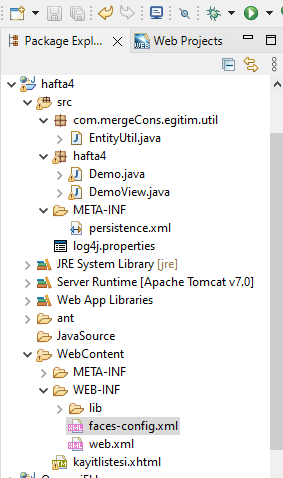 Package Expl...
Web Projects
hafta4
src
com.mergeCons.egitim.util
EntityUtil.java
hafta4
Demo.java
DemoView.java
META-INF
persistence.xml
log4j.properties
JRE System Library [jre]
Server Runtime [Apache Tomcat v7.0]
Web App Libraries
ant
JavaSource
WebContent
META-INF
WEB-INF
lib
faces-config.xml
web.xml
kayitlistesi.xhtml